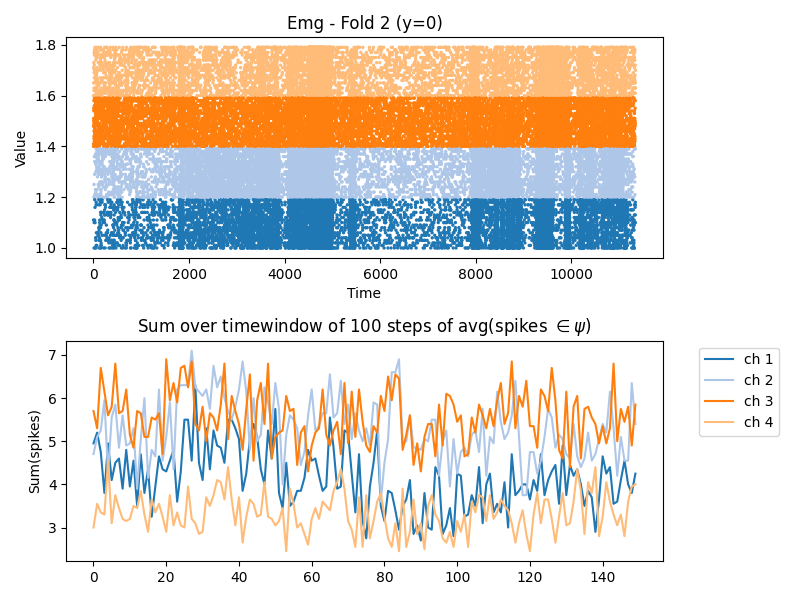 Emg - Fold 2 (y=0)
1.8
1.6
1.4
1.2
1.0
Value
0 2000 4000 6000 8000 10000
Time
Sum over timewindow of 100 steps of avg(spikes ∈ ψ)
7
6
5
4
3
Sum(spikes)
0 20 40 60 80 100 120 140
ch 1
ch 2
ch 3
ch 4